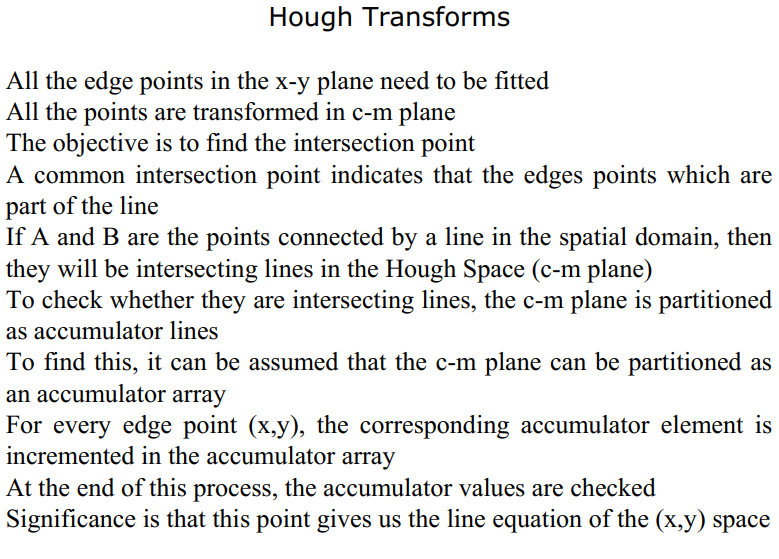 Hough Transforms
All the edge points in the x-y plane need to be fitted
All the points are transformed in c-m plane
The objective is to find the intersection point
A common intersection point indicates that the edges points which are
part of the line
If A and B are the points connected by a line in the spatial domain, then
they will be intersecting lines in the Hough Space (c-m plane)
To check whether they are intersecting lines, the c-m plane is partitioned
as accumulator lines
To find this, it can be assumed that the c-m plane can be partitioned as
an accumulator array
For every edge point (x,y), the corresponding accumulator element is
incremented in the accumulator array
At the end of this process, the accumulator values are checked
Significance is that this point gives us the line equation of the (x,y) space